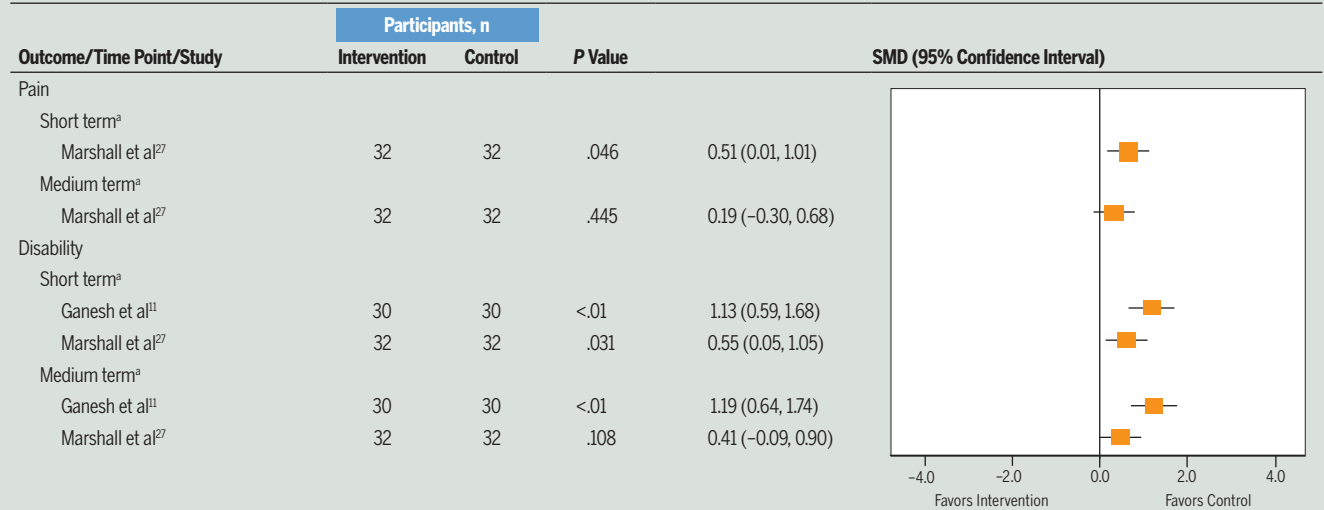 Participants, n
Outcome/Time Point/Study Intervention Control P Value SMD (95% Confidence Interval)
Pain
Short termᵃ
Marshall et al²⁷ 32 32 .046 0.51 (0.01, 1.01)
Medium termᵃ
Marshall et al²⁷ 32 32 .445 0.19 (−0.30, 0.68)
Disability
Short termᵃ
Ganesh et al¹¹ 30 30 <.01 1.13 (0.59, 1.68)
Marshall et al²⁷ 32 32 .031 0.55 (0.05, 1.05)
Medium termᵃ
Ganesh et al¹¹ 30 30 <.01 1.19 (0.64, 1.74)
Marshall et al²⁷ 32 32 .108 0.41 (−0.09, 0.90)
−4.0 −2.0 0.0 2.0 4.0
Favors Intervention Favors Control